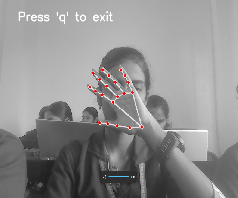 Press 'q' to exit